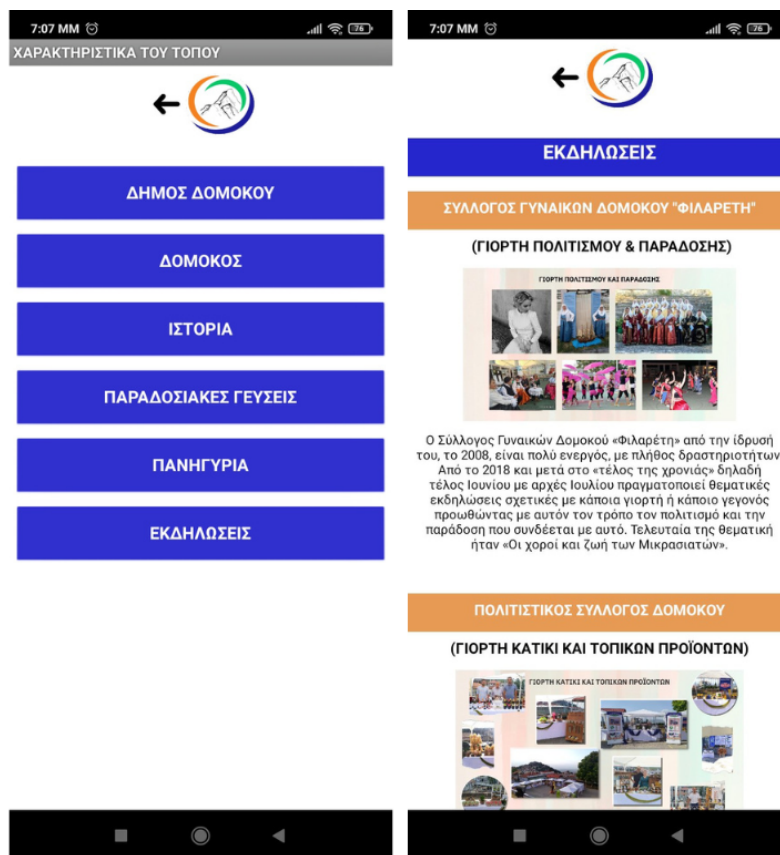 7:07 ΜΜ
76
ΧΑΡΑΚΤΗΡΙΣΤΙΚΑ ΤΟΥ ΤΟΠΟΥ
ΔΗΜΟΣ ΔΟΜΟΚΟΥ
ΔΟΜΟΚΟΣ
ΙΣΤΟΡΙΑ
ΠΑΡΑΔΟΣΙΑΚΕΣ ΓΕΥΣΕΙΣ
ΠΑΝΗΓΥΡΙΑ
ΕΚΔΗΛΩΣΕΙΣ
7:07 ΜΜ
76
ΕΚΔΗΛΩΣΕΙΣ
ΣΥΛΛΟΓΟΣ ΓΥΝΑΙΚΩΝ ΔΟΜΟΚΟΥ "ΦΙΛΑΡΕΤΗ"
(ΓΙΟΡΤΗ ΠΟΛΙΤΙΣΜΟΥ & ΠΑΡΑΔΟΣΗΣ)
ΓΙΟΡΤΗ ΠΟΛΙΤΙΣΜΟΥ ΚΑΙ ΠΑΡΑΔΟΣΗΣ
Ο Σύλλογος Γυναικών Δομοκού «Φιλαρέτη» από την ίδρυσή
του, το 2008, είναι πολύ ενεργός, με πλήθος δραστηριοτήτων
Από το 2018 και μετά στο «τέλος της χρονιάς» δηλαδή
τέλος Ιουνίου με αρχές Ιουλίου πραγματοποιεί θεματικές
εκδηλώσεις σχετικές με κάποια γιορτή ή κάποιο γεγονός
προωθώντας με αυτόν τον τρόπο τον πολιτισμό και την
παράδοση που συνδέεται με αυτό. Τελευταία της θεματική
ήταν «Οι χοροί και ζωή των Μικρασιατών».
ΠΟΛΙΤΙΣΤΙΚΟΣ ΣΥΛΛΟΓΟΣ ΔΟΜΟΚΟΥ
(ΓΙΟΡΤΗ ΚΑΤΙΚΙ ΚΑΙ ΤΟΠΙΚΩΝ ΠΡΟΪΟΝΤΩΝ)
ΓΙΟΡΤΗ ΚΑΤΙΚΙ ΚΑΙ ΤΟΠΙΚΩΝ ΠΡΟΪΟΝΤΩΝ